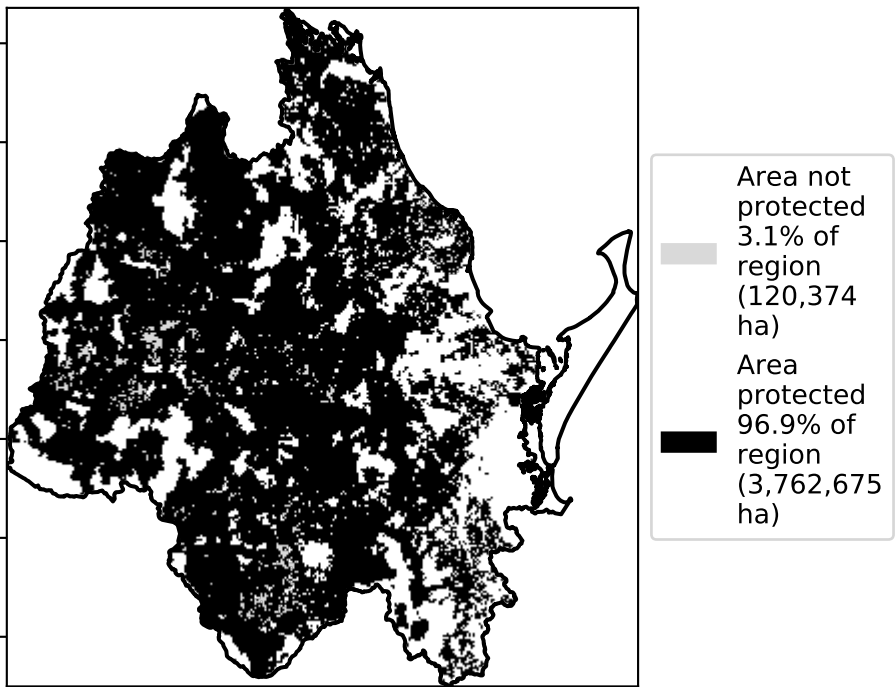 Area not
protected
3.1% of
region
(120,374
ha)
Area
protected
96.9% of
region
(3,762,675
ha)